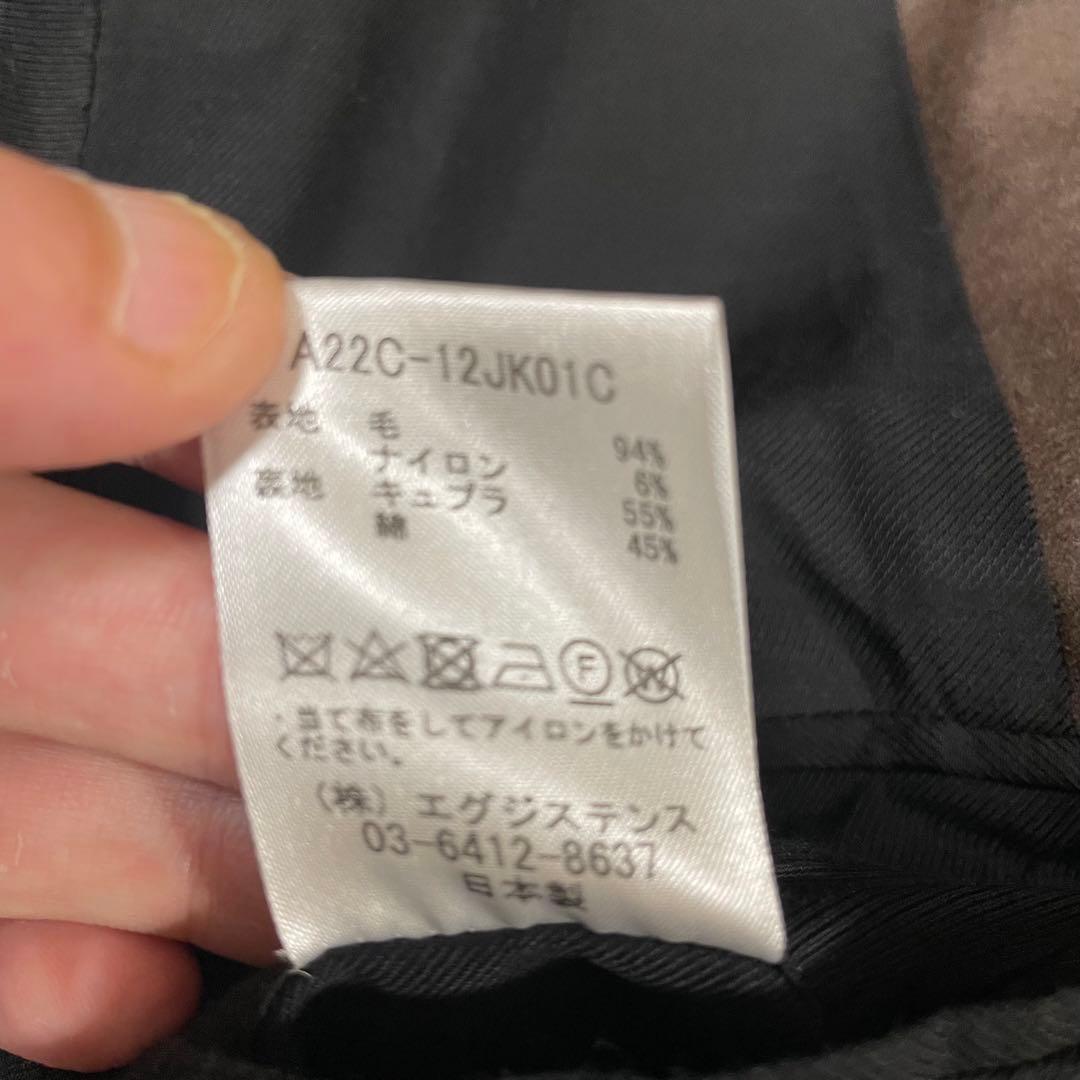 A22C-12JK01C
表地 毛 94%
ナイロン 6%
表地 キュプラ 55%
綿 45%
F W
・当て布をしてアイロンをかけて
ください。
(株) エグジステンス
03-6412-8637
日本製